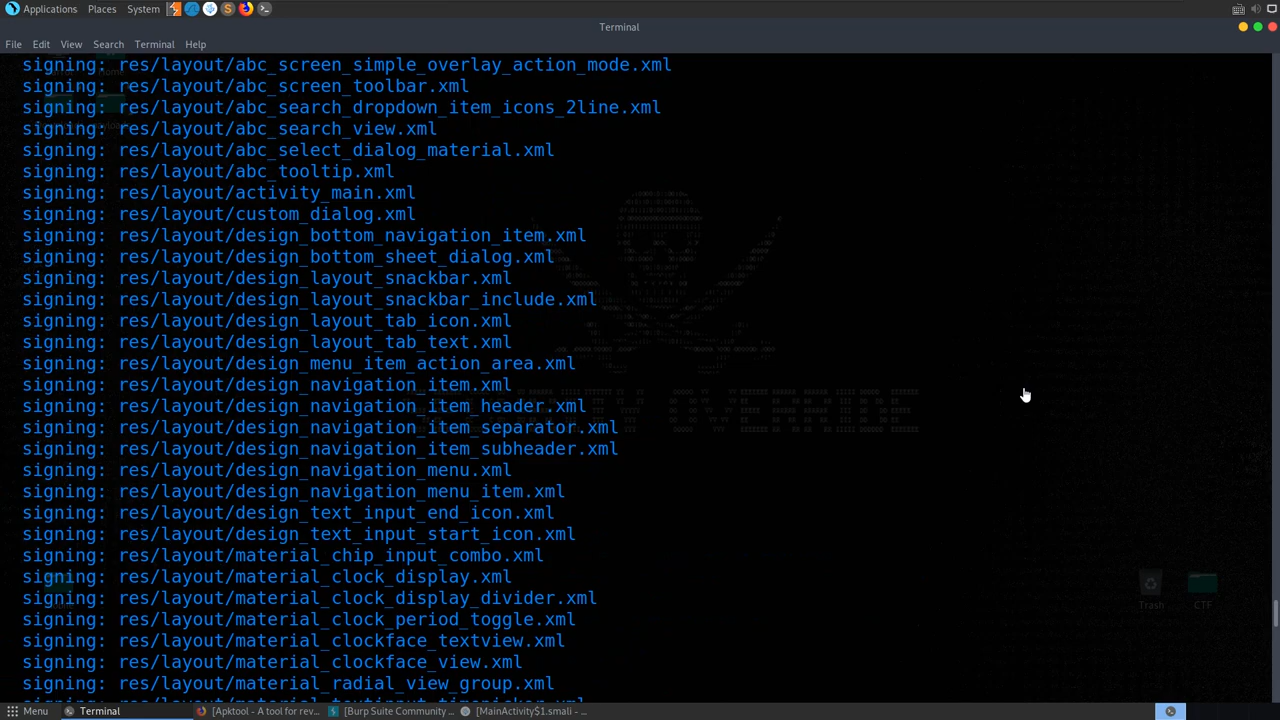 Applications Places System
Terminal
File Edit View Search Terminal Help
signing: res/layout/abc_screen_simple_overlay_action_mode.xml
signing: res/layout/abc_screen_toolbar.xml
signing: res/layout/abc_search_dropdown_item_icons_2line.xml
signing: res/layout/abc_search_view.xml
signing: res/layout/abc_select_dialog_material.xml
signing: res/layout/abc_tooltip.xml
signing: res/layout/activity_main.xml
signing: res/layout/custom_dialog.xml
signing: res/layout/design_bottom_navigation_item.xml
signing: res/layout/design_bottom_sheet_dialog.xml
signing: res/layout/design_layout_snackbar.xml
signing: res/layout/design_layout_snackbar_include.xml
signing: res/layout/design_layout_tab_icon.xml
signing: res/layout/design_layout_tab_text.xml
signing: res/layout/design_menu_item_action_area.xml
signing: res/layout/design_navigation_item.xml
signing: res/layout/design_navigation_item_header.xml
signing: res/layout/design_navigation_item_separator.xml
signing: res/layout/design_navigation_item_subheader.xml
signing: res/layout/design_navigation_menu.xml
signing: res/layout/design_navigation_menu_item.xml
signing: res/layout/design_text_input_end_icon.xml
signing: res/layout/design_text_input_start_icon.xml
signing: res/layout/material_chip_input_combo.xml
signing: res/layout/material_clock_display.xml
signing: res/layout/material_clock_display_divider.xml
signing: res/layout/material_clock_period_toggle.xml
signing: res/layout/material_clockface_textview.xml
signing: res/layout/material_clockface_view.xml
signing: res/layout/material_radial_view_group.xml
Trash CTF
Menu Terminal [Apktool - A tool for rev... [Burp Suite Community ... [MainActivity$1.smali - ...